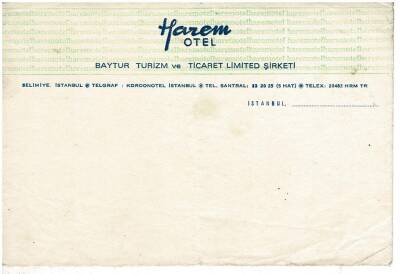 Harem
OTEL
BAYTUR TURİZM ve TİCARET LİMİTED ŞİRKETİ
SELİMİYE, İSTANBUL ⊛ TELGRAF : KORDONOTEL İSTANBUL ⊛ TEL. SANTRAL: 33 20 25 (5 HAT) ⊛ TELEX: 22482 HRM TR
İSTANBUL,